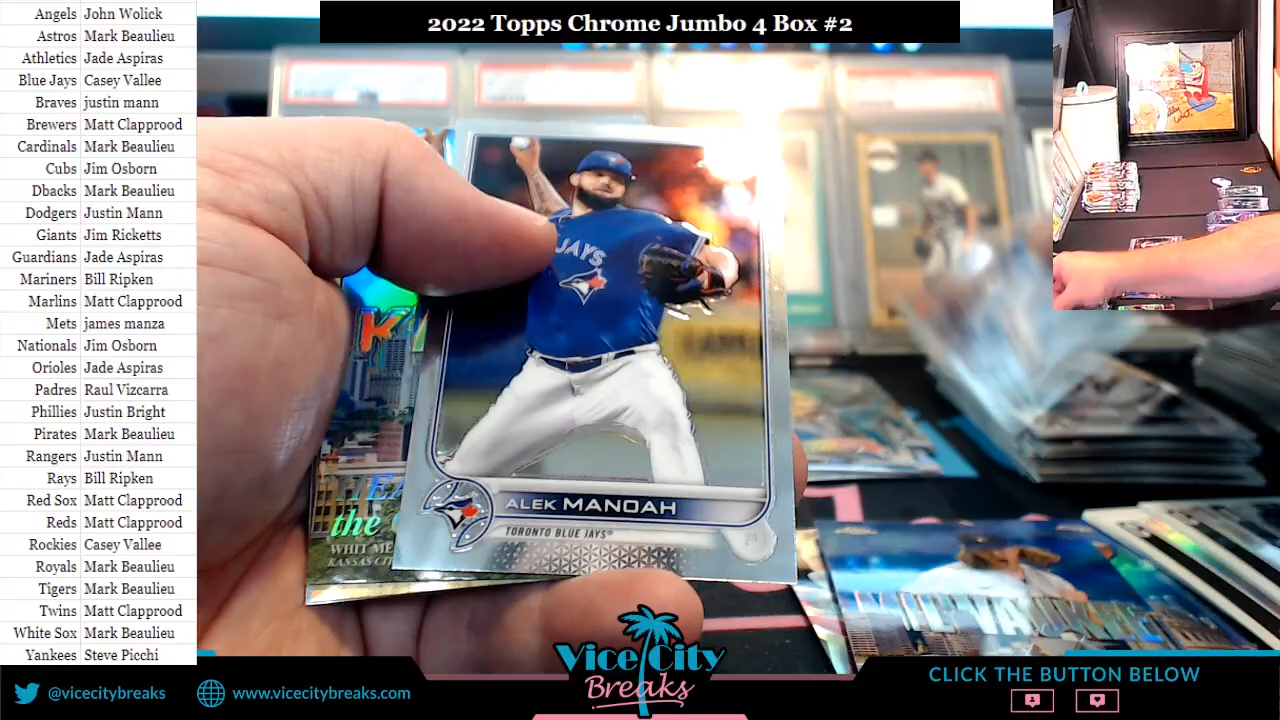 2022 Topps Chrome Jumbo 4 Box #2
Angels John Wolick
Astros Mark Beaulieu
Athletics Jade Aspiras
Blue Jays Casey Vallee
Braves justin mann
Brewers Matt Clapprood
Cardinals Mark Beaulieu
Cubs Jim Osborn
Dbacks Mark Beaulieu
Dodgers Justin Mann
Giants Jim Ricketts
Guardians Jade Aspiras
Mariners Bill Ripken
Marlins Matt Clapprood
Mets james manza
Nationals Jim Osborn
Orioles Jade Aspiras
Padres Raul Vizcarra
Phillies Justin Bright
Pirates Mark Beaulieu
Rangers Justin Mann
Rays Bill Ripken
Red Sox Matt Clapprood
Reds Matt Clapprood
Rockies Casey Vallee
Royals Mark Beaulieu
Tigers Mark Beaulieu
Twins Matt Clapprood
White Sox Mark Beaulieu
Yankees Steve Picchi
JAYS
ALEK MANOAH
TORONTO BLUE JAYS®
the
@vicecitybreaks
www.vicecitybreaks.com
Vice City
Breaks
CLICK THE BUTTON BELOW